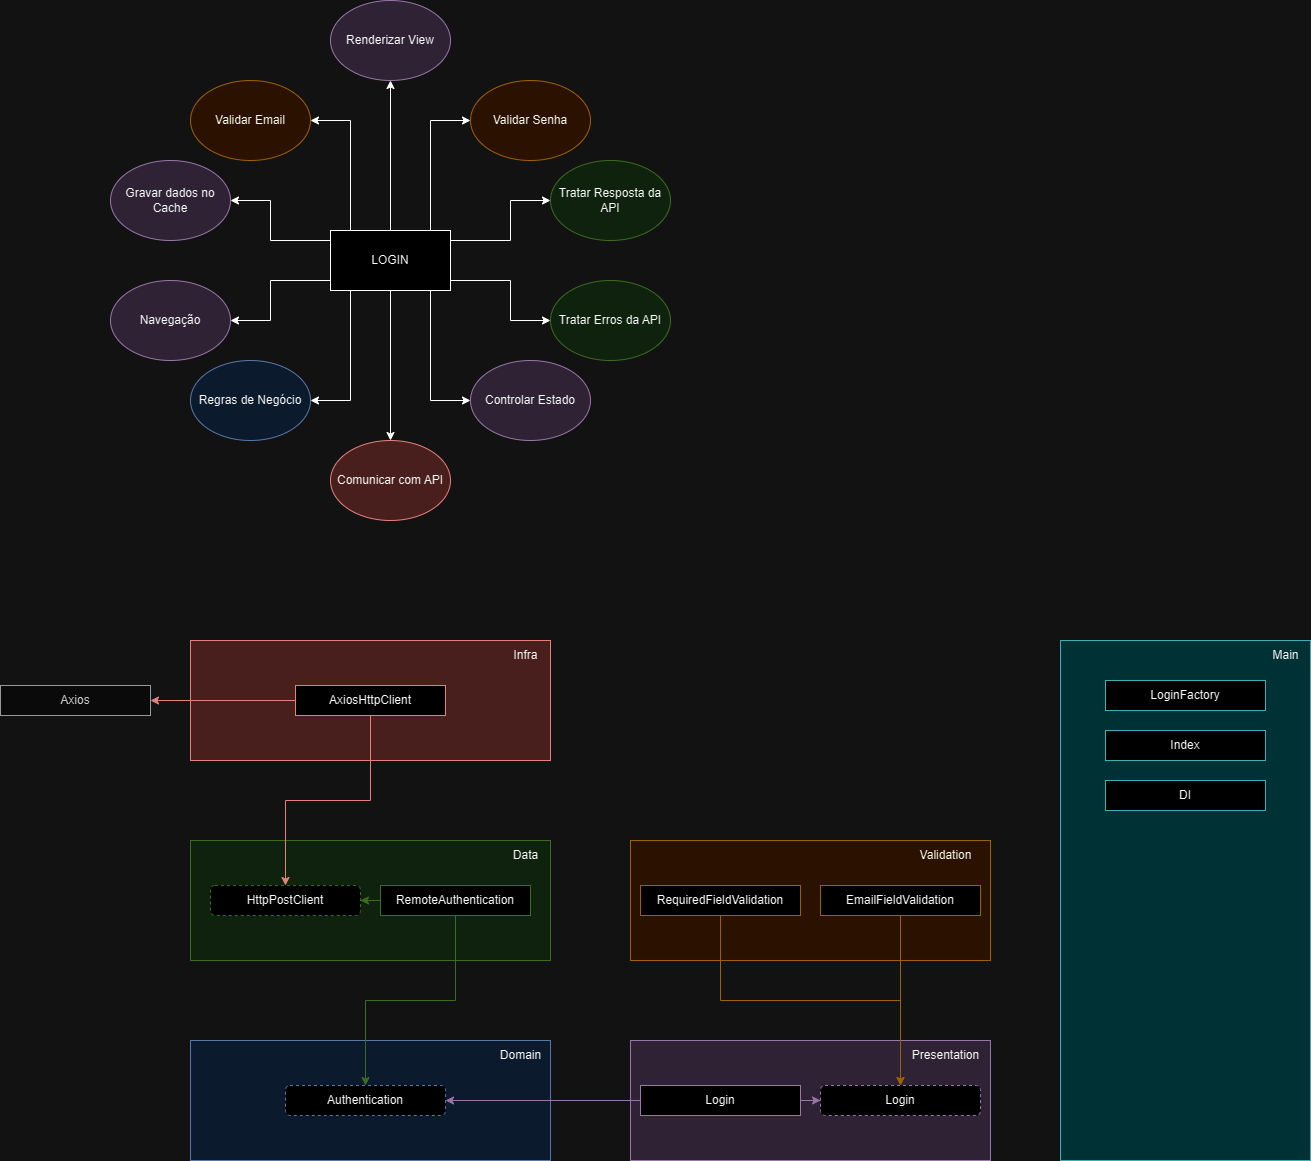 Renderizar View
Validar Email
Validar Senha
Gravar dados no
Cache
Tratar Resposta da
API
LOGIN
Navegação
Tratar Erros da API
Regras de Negócio
Controlar Estado
Comunicar com API
Infra
Main
Axios
AxiosHttpClient
LoginFactory
Index
DI
Data
Validation
HttpPostClient
RemoteAuthentication
RequiredFieldValidation
EmailFieldValidation
Domain
Presentation
Authentication
Login
Login